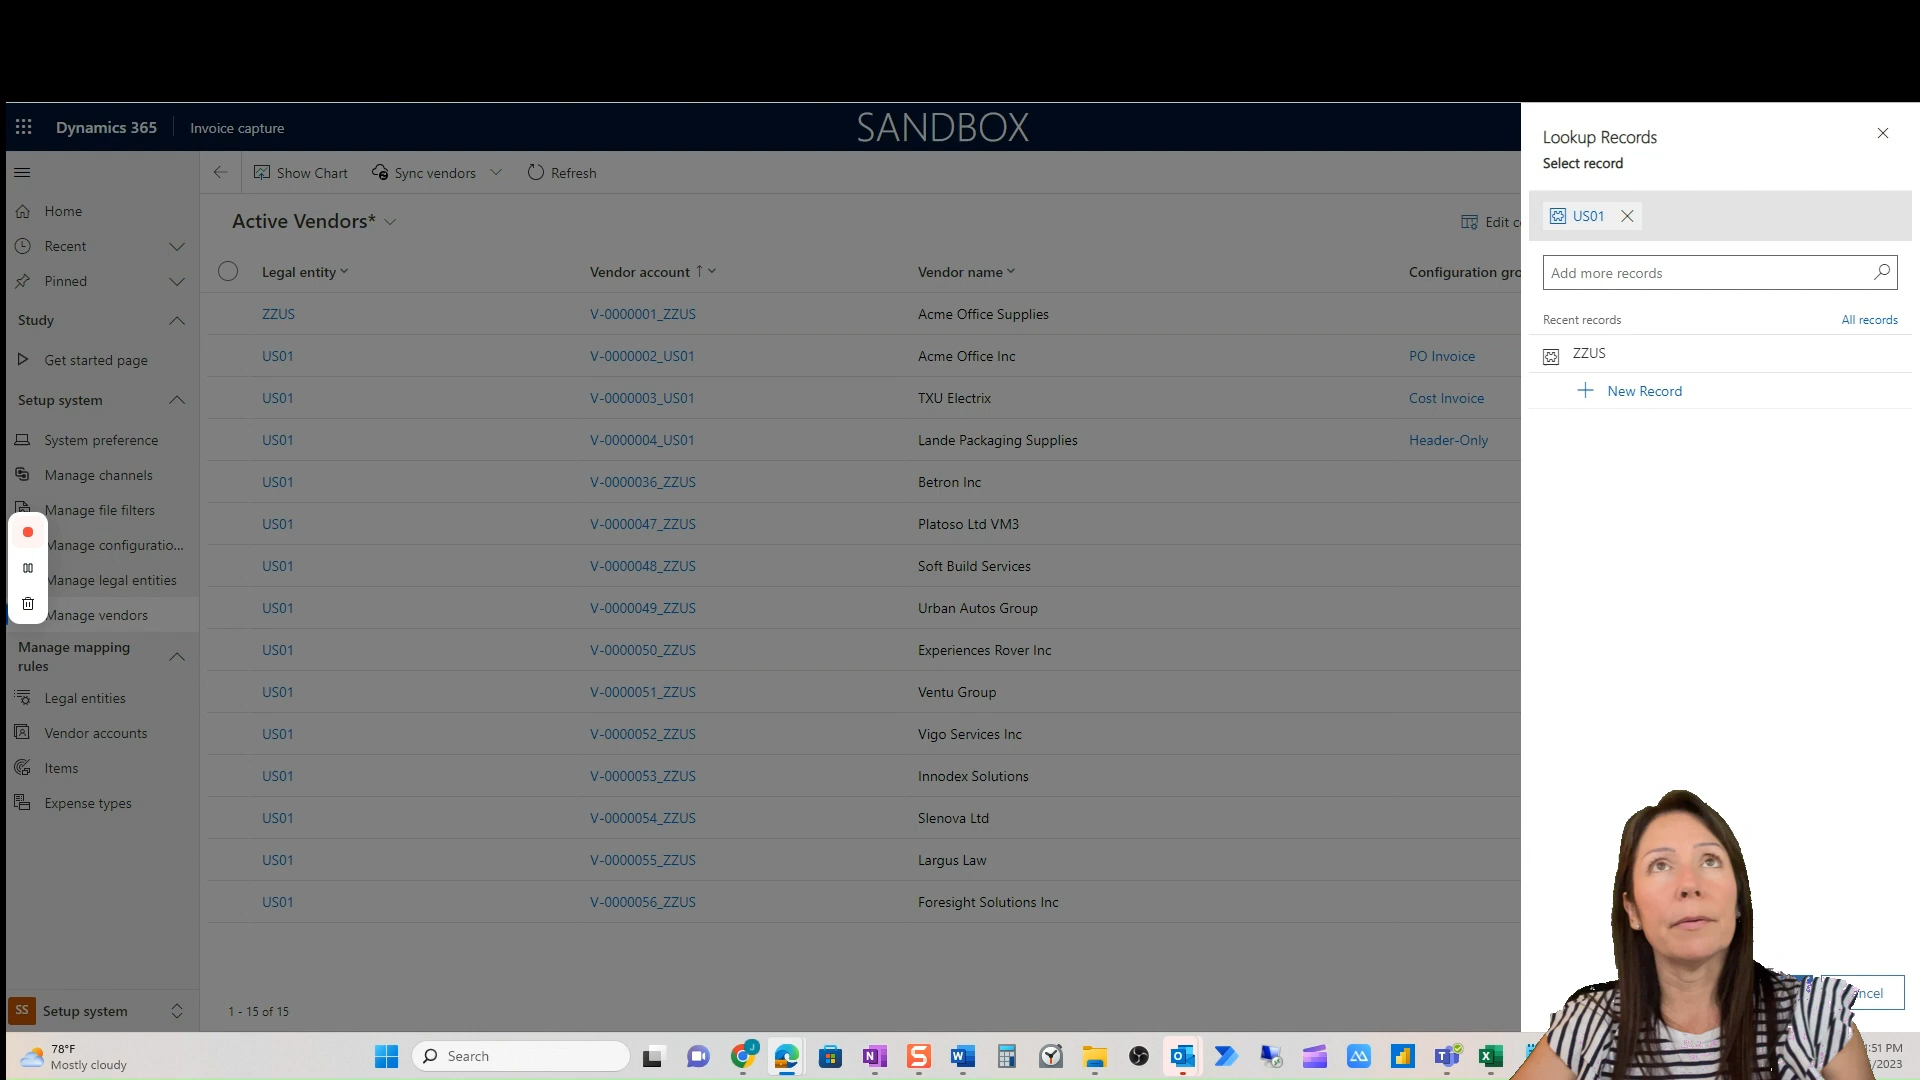 Dynamics 365 Invoice capture SANDBOX
Show Chart Sync vendors Refresh
Active Vendors* Edit
Legal entity Vendor account Vendor name Configuration gro
ZZUS V-0000001_ZZUS Acme Office Supplies
US01 V-0000002_US01 Acme Office Inc PO Invoice
US01 V-0000003_US01 TXU Electrix Cost Invoice
US01 V-0000004_US01 Lande Packaging Supplies Header-Only
US01 V-0000036_ZZUS Betron Inc
US01 V-0000047_ZZUS Platoso Ltd VM3
US01 V-0000048_ZZUS Soft Build Services
US01 V-0000049_ZZUS Urban Autos Group
US01 V-0000050_ZZUS Experiences Rover Inc
US01 V-0000051_ZZUS Ventu Group
US01 V-0000052_ZZUS Vigo Services Inc
US01 V-0000053_ZZUS Innodex Solutions
US01 V-0000054_ZZUS Slenova Ltd
US01 V-0000055_ZZUS Largus Law
US01 V-0000056_ZZUS Foresight Solutions Inc
1 - 15 of 15
Home
Recent
Pinned
Study
Get started page
Setup system
System preference
Manage channels
Manage file filters
Manage configuratio...
Manage legal entities
Manage vendors
Manage mapping
rules
Legal entities
Vendor accounts
Items
Expense types
SS Setup system
Lookup Records
Select record
US01
Add more records
Recent records All records
ZZUS
New Record
78°F
Mostly cloudy
Search
:51 PM
/2023